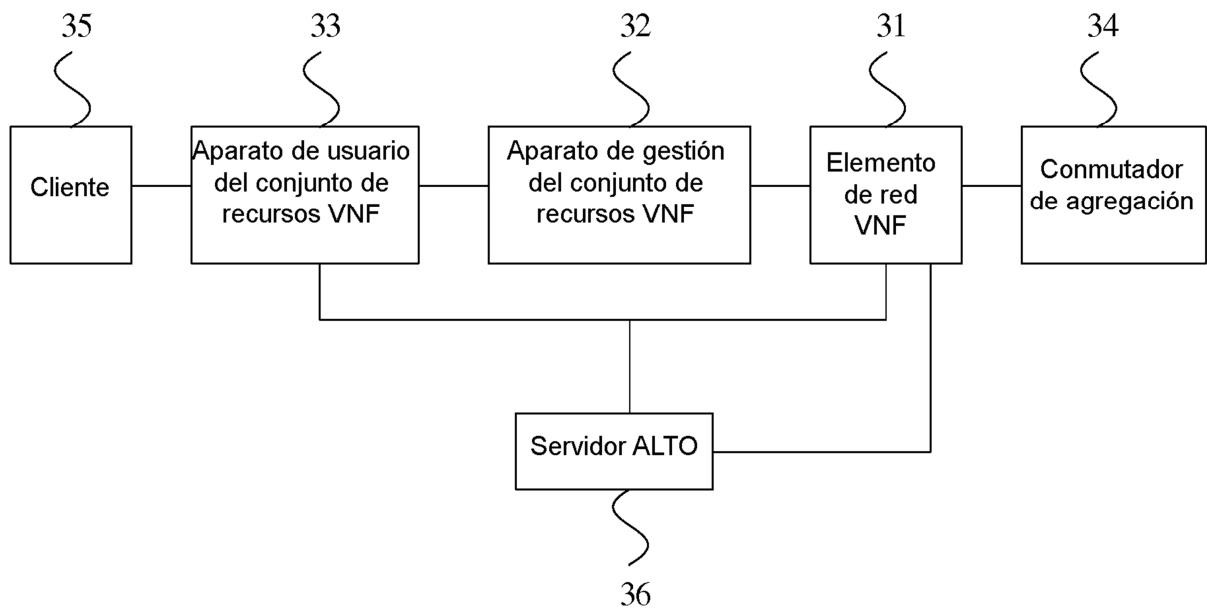 35
33
32
31
34
Cliente
Aparato de usuario
del conjunto de
recursos VNF
Aparato de gestión
del conjunto de
recursos VNF
Elemento
de red
VNF
Conmutador
de agregación
Servidor ALTO
36